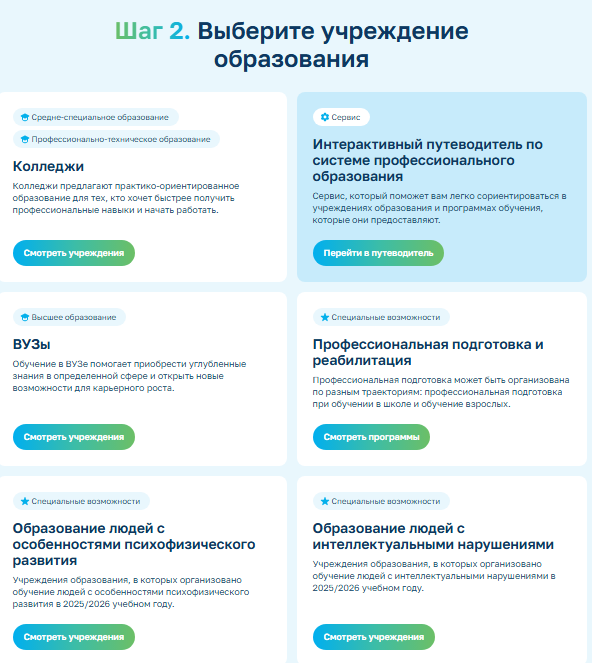 Шаг 2. Выберите учреждение
образования
Средне-специальное образование
Профессионально-техническое образование
Колледжи
Колледжи предлагают практико-ориентированное
образование для тех, кто хочет быстрее получить
профессиональные навыки и начать работать.
Смотреть учреждения
Сервис
Интерактивный путеводитель по
системе профессионального
образования
Сервис, который поможет вам легко сориентироваться в
учреждениях образования и программах обучения,
которые они предоставляют.
Перейти в путеводитель
Высшее образование
ВУЗы
Обучение в ВУЗе помогает приобрести углубленные
знания в определенной сфере и открыть новые
возможности для карьерного роста.
Смотреть учреждения
Специальные возможности
Профессиональная подготовка и
реабилитация
Профессиональная подготовка может быть организована
по разным траекториям: профессиональная подготовка
при обучении в школе и обучение взрослых.
Смотреть программы
Специальные возможности
Образование людей с
особенностями психофизического
развития
Учреждения образования, в которых организовано
обучение людей с особенностями психофизического
развития в 2025/2026 учебном году.
Смотреть учреждения
Специальные возможности
Образование людей с
интеллектуальными нарушениями
Учреждения образования, в которых организовано
обучение людей с интеллектуальными нарушениями в
2025/2026 учебном году.
Смотреть учреждения